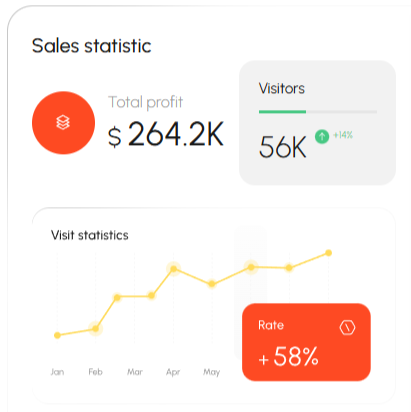 Sales statistic
Total profit
$ 264.2K
Visitors
56K +14%
Visit statistics
Rate
+ 58%
Jan Feb Mar Apr May